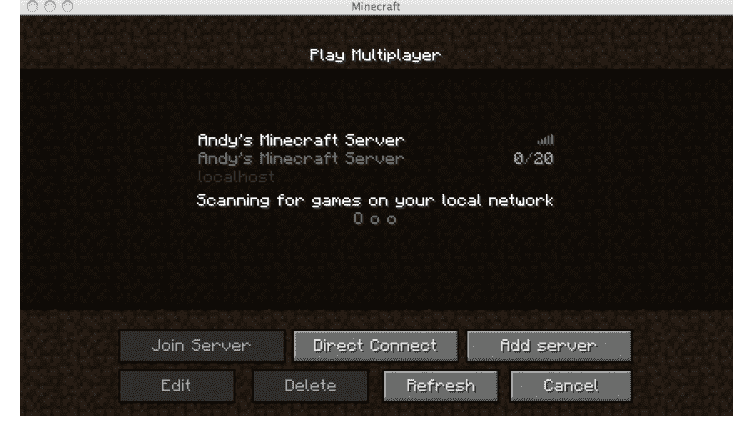 Minecraft
Play Multiplayer
Andy's Minecraft Server
Andy's Minecraft Server 0/20
localhost
Scanning for games on your local network
O o o
Join Server Direct Connect Add server
Edit Delete Refresh Cancel